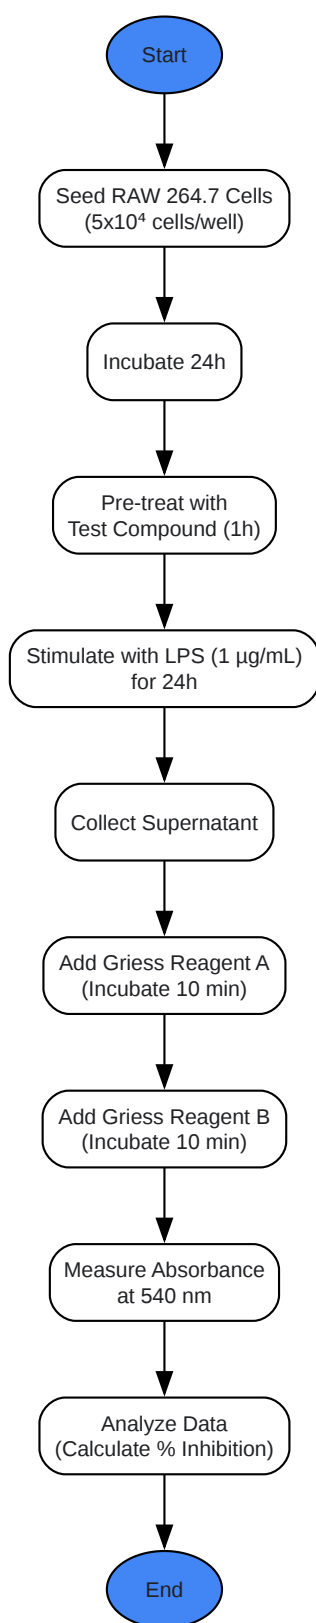 Start
Seed RAW 264.7 Cells
(5x10⁴ cells/well)
Incubate 24h
Pre-treat with
Test Compound (1h)
Stimulate with LPS (1 µg/mL)
for 24h
Collect Supernatant
Add Griess Reagent A
(Incubate 10 min)
Add Griess Reagent B
(Incubate 10 min)
Measure Absorbance
at 540 nm
Analyze Data
(Calculate % Inhibition)
End